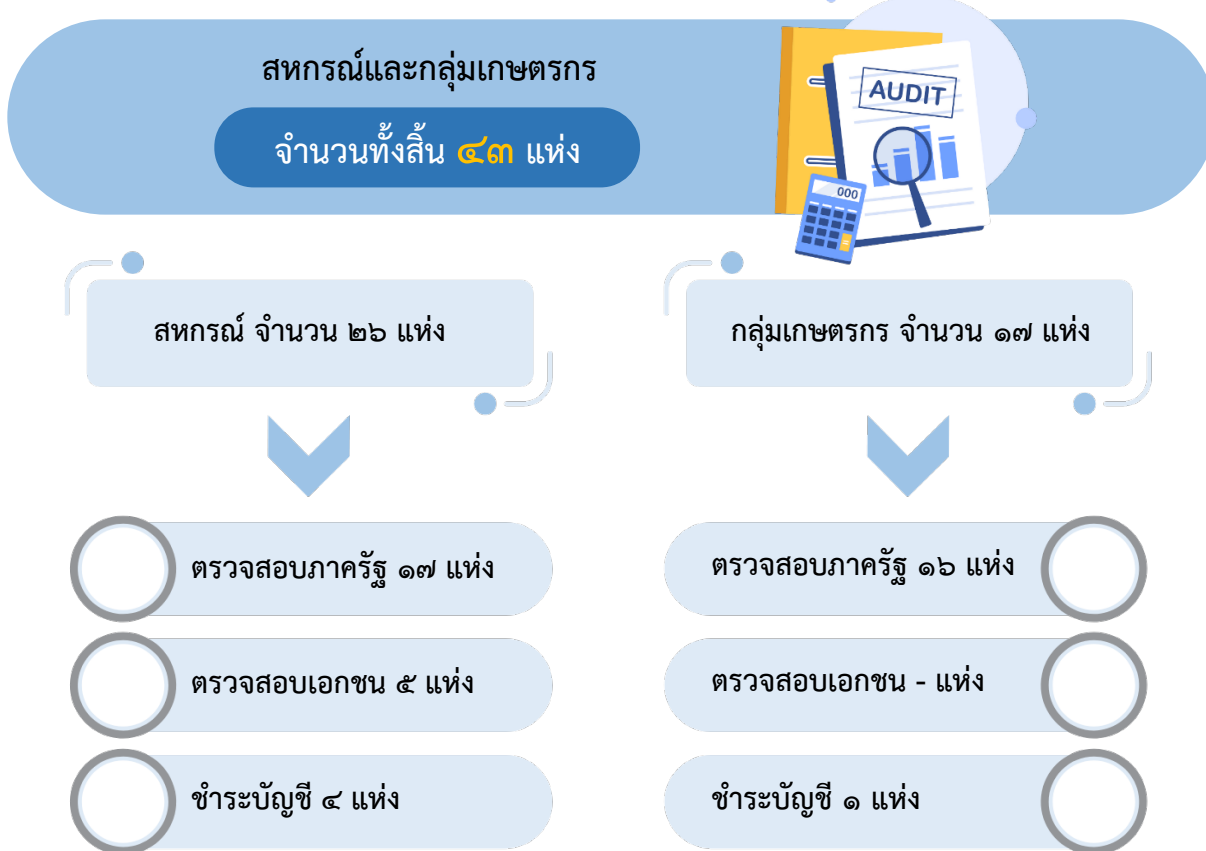 สหกรณ์และกลุ่มเกษตรกร
จำนวนทั้งสิ้น ๔๓ แห่ง
AUDIT
000
สหกรณ์ จำนวน ๒๖ แห่ง
ตรวจสอบภาครัฐ ๑๗ แห่ง
ตรวจสอบเอกชน ๕ แห่ง
ชำระบัญชี ๔ แห่ง
กลุ่มเกษตรกร จำนวน ๑๗ แห่ง
ตรวจสอบภาครัฐ ๑๖ แห่ง
ตรวจสอบเอกชน - แห่ง
ชำระบัญชี ๑ แห่ง